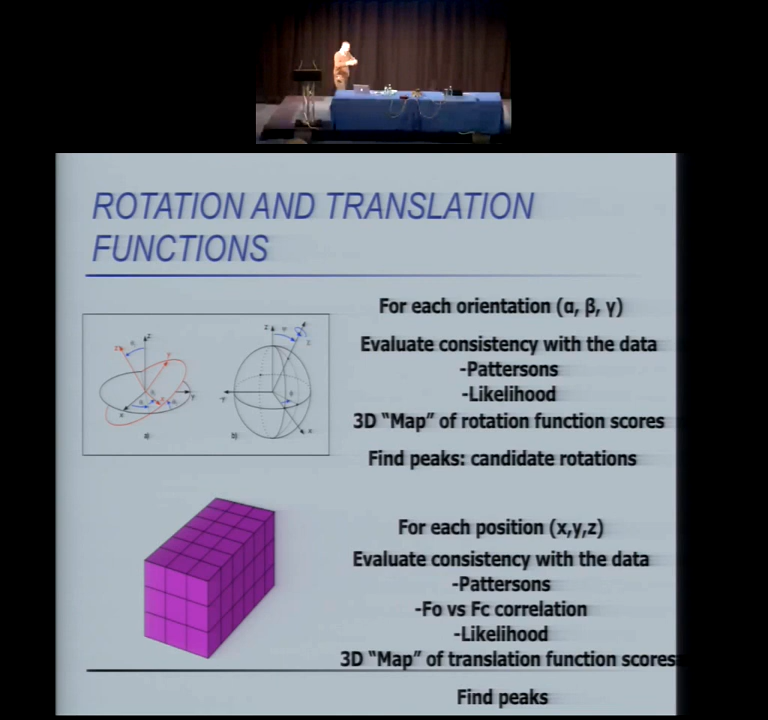 ROTATION AND TRANSLATION
FUNCTIONS
For each orientation (α, β, γ)
Evaluate consistency with the data
-Pattersons
-Likelihood
3D “Map” of rotation function scores
Find peaks: candidate rotations
a)
b)
For each position (x,y,z)
Evaluate consistency with the data
-Pattersons
-Fo vs Fc correlation
-Likelihood
3D “Map” of translation function scores
Find peaks